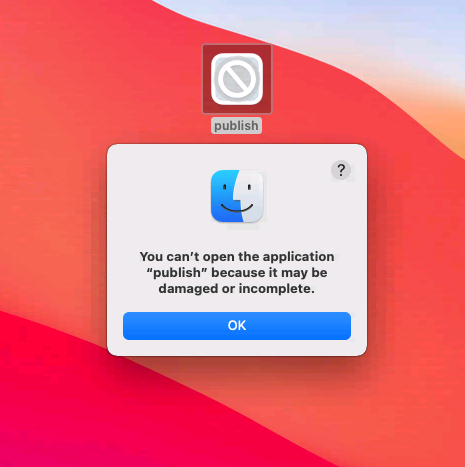 publish
?
You can’t open the application
“publish” because it may be
damaged or incomplete.
OK